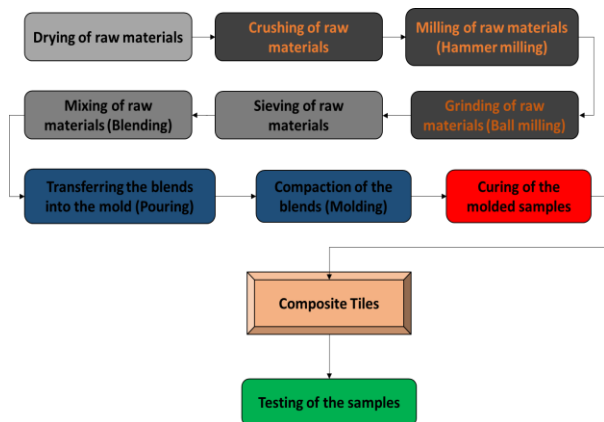 Drying of raw materials
Crushing of raw
materials
Milling of raw materials
(Hammer milling)
Mixing of raw
materials (Blending)
Sieving of raw
materials
Grinding of raw
materials (Ball milling)
Transferring the blends
into the mold (Pouring)
Compaction of the
blends (Molding)
Curing of the
molded samples
Composite Tiles
Testing of the samples